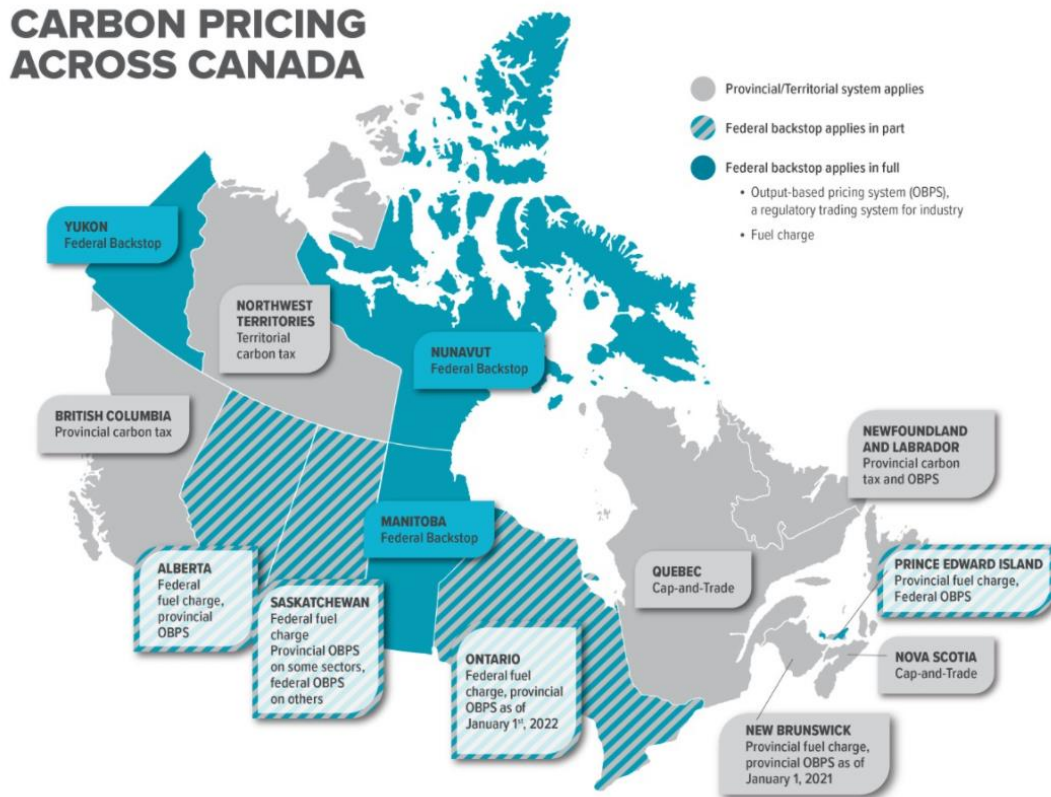 CARBON PRICING
ACROSS CANADA
Provincial/Territorial system applies
Federal backstop applies in part
Federal backstop applies in full
• Output-based pricing system (OBPS),
a regulatory trading system for industry
• Fuel charge
YUKON
Federal Backstop
NORTHWEST
TERRITORIES
Territorial
carbon tax
NUNAVUT
Federal Backstop
BRITISH COLUMBIA
Provincial carbon tax
NEWFOUNDLAND
AND LABRADOR
Provincial carbon
tax and OBPS
MANITOBA
Federal Backstop
ALBERTA
Federal
fuel charge,
provincial
OBPS
SASKATCHEWAN
Federal fuel
charge
Provincial OBPS
on some sectors,
federal OBPS
on others
ONTARIO
Federal fuel
charge, provincial
OBPS as of
January 1st, 2022
QUEBEC
Cap-and-Trade
PRINCE EDWARD ISLAND
Provincial fuel charge,
Federal OBPS
NOVA SCOTIA
Cap-and-Trade
NEW BRUNSWICK
Provincial fuel charge,
provincial OBPS as of
January 1, 2021